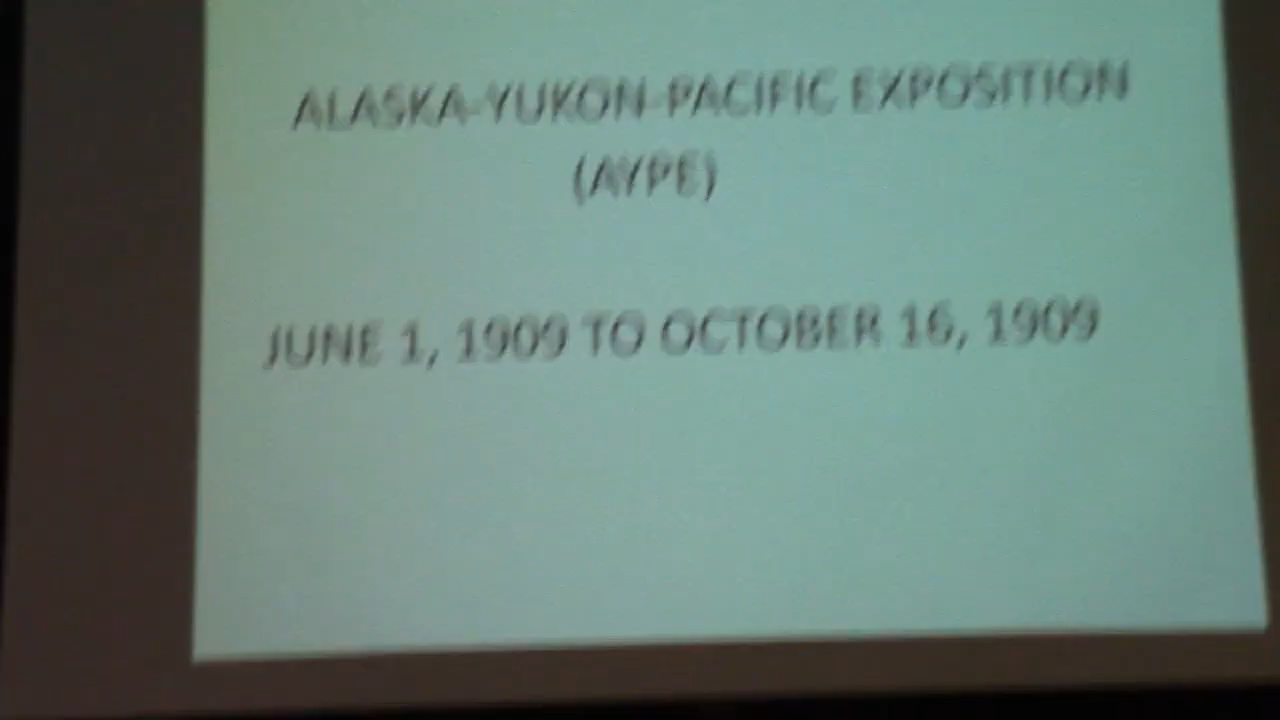 ALASKA-YUKON-PACIFIC EXPOSITION
(AYPE)
JUNE 1, 1909 TO OCTOBER 16, 1909